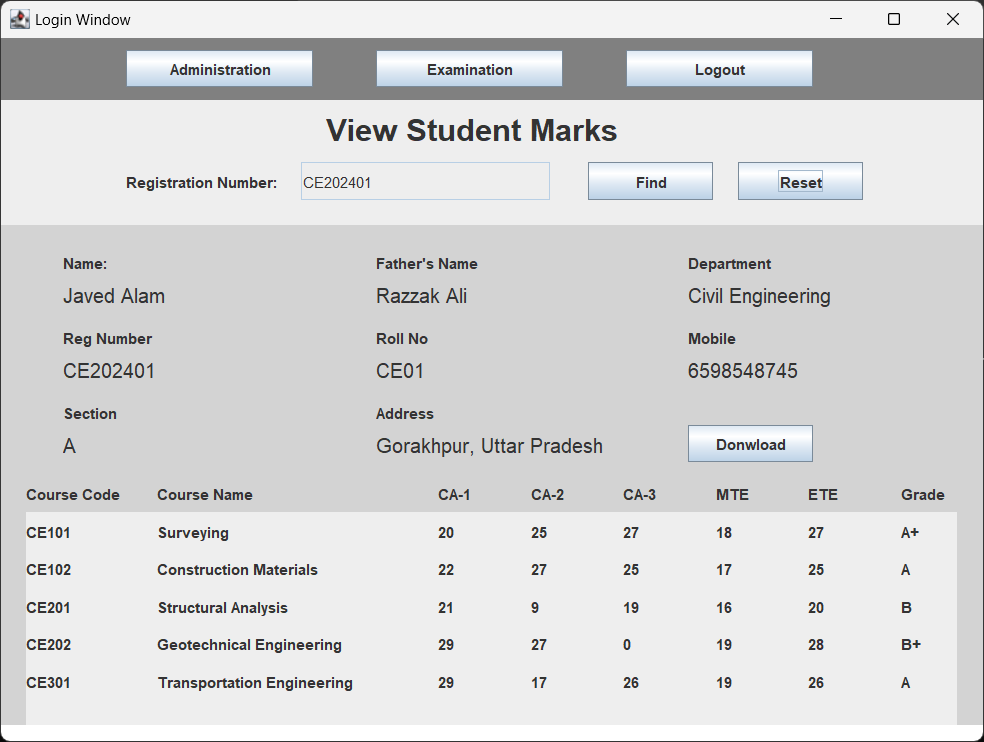 Login Window
Administration Examination Logout
View Student Marks
Registration Number: CE202401 Find Reset
Name: Father's Name Department
Javed Alam Razzak Ali Civil Engineering
Reg Number Roll No Mobile
CE202401 CE01 6598548745
Section Address
A Gorakhpur, Uttar Pradesh Donwload
Course Code Course Name CA-1 CA-2 CA-3 MTE ETE Grade
CE101 Surveying 20 25 27 18 27 A+
CE102 Construction Materials 22 27 25 17 25 A
CE201 Structural Analysis 21 9 19 16 20 B
CE202 Geotechnical Engineering 29 27 0 19 28 B+
CE301 Transportation Engineering 29 17 26 19 26 A